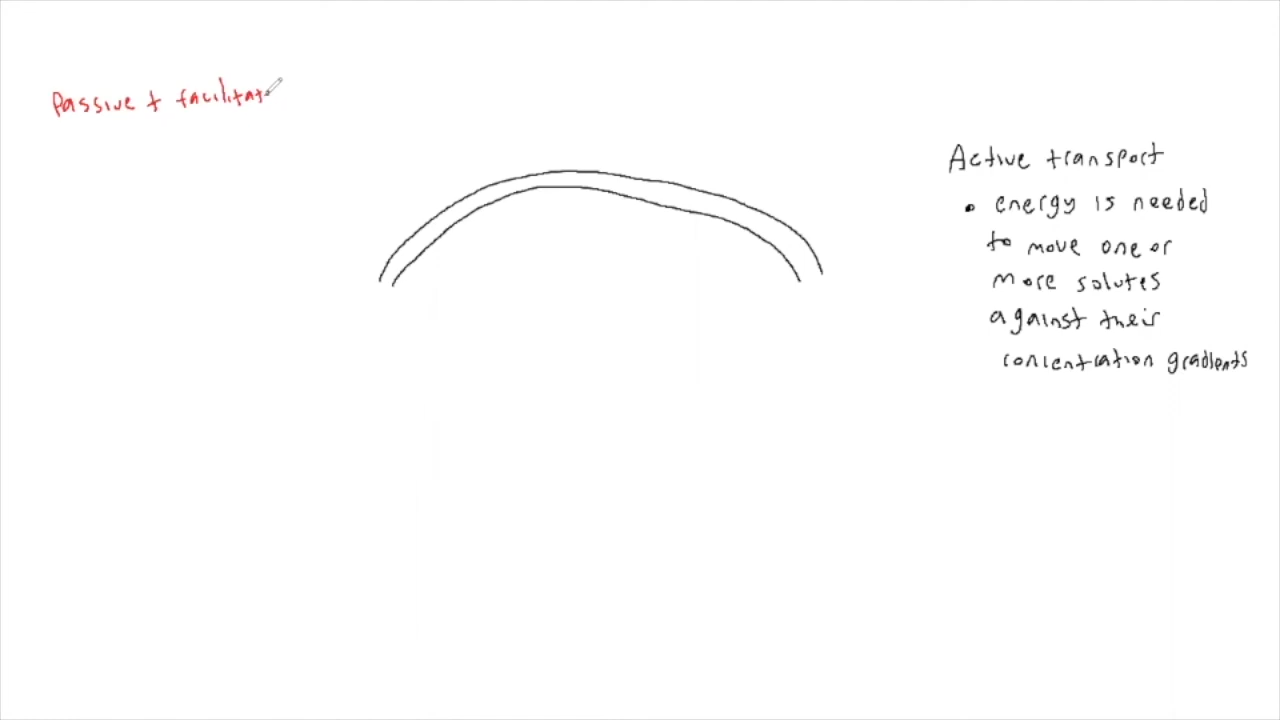 Passive + facilitat
Active transport
• energy is needed
to move one or
more solutes
against their
concentration gradients